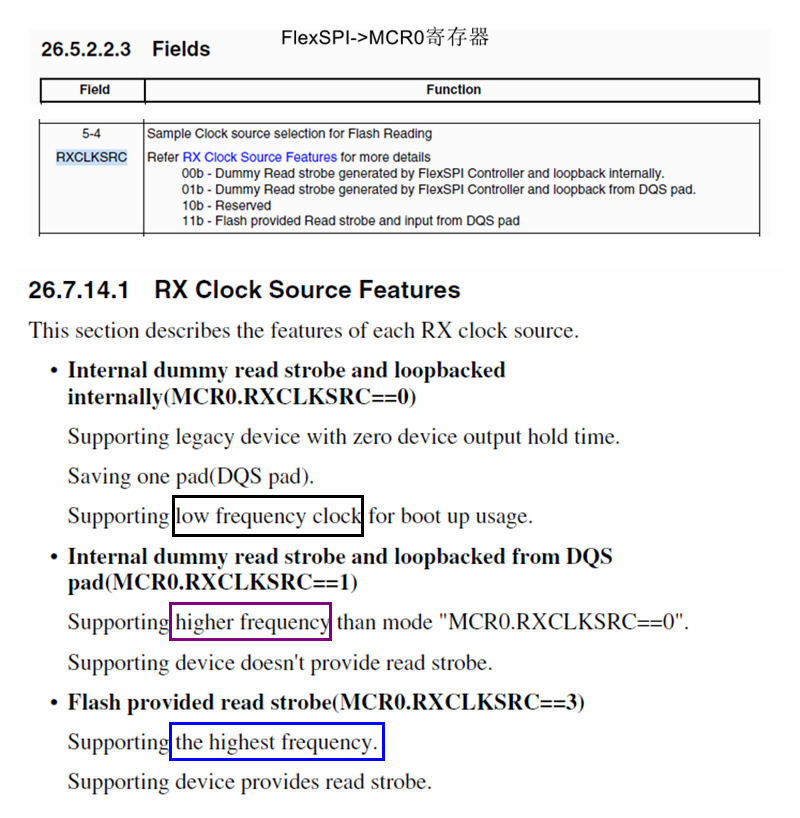 FlexSPI->MCR0寄存器
26.5.2.2.3 Fields
Field Function
5-4 Sample Clock source selection for Flash Reading
RXCLKSRC Refer RX Clock Source Features for more details
00b - Dummy Read strobe generated by FlexSPI Controller and loopback internally.
01b - Dummy Read strobe generated by FlexSPI Controller and loopback from DQS pad.
10b - Reserved
11b - Flash provided Read strobe and input from DQS pad
26.7.14.1 RX Clock Source Features
This section describes the features of each RX clock source.
• Internal dummy read strobe and loopbacked
internally(MCR0.RXCLKSRC==0)
Supporting legacy device with zero device output hold time.
Saving one pad(DQS pad).
Supporting low frequency clock for boot up usage.
• Internal dummy read strobe and loopbacked from DQS
pad(MCR0.RXCLKSRC==1)
Supporting higher frequency than mode "MCR0.RXCLKSRC==0".
Supporting device doesn't provide read strobe.
• Flash provided read strobe(MCR0.RXCLKSRC==3)
Supporting the highest frequency.
Supporting device provides read strobe.